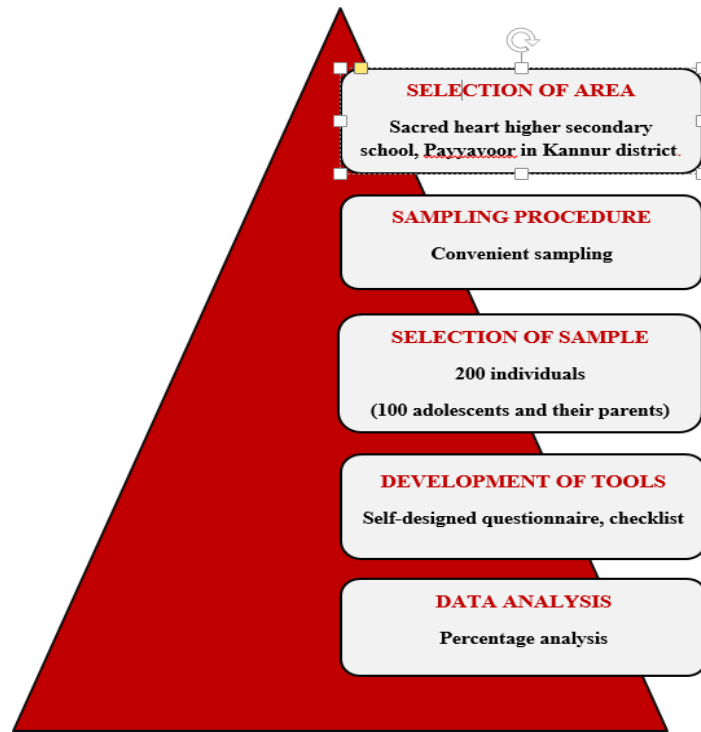 SELECTION OF AREA
Sacred heart higher secondary
school, Payyavoor in Kannur district.
SAMPLING PROCEDURE
Convenient sampling
SELECTION OF SAMPLE
200 individuals
(100 adolescents and their parents)
DEVELOPMENT OF TOOLS
Self-designed questionnaire, checklist
DATA ANALYSIS
Percentage analysis